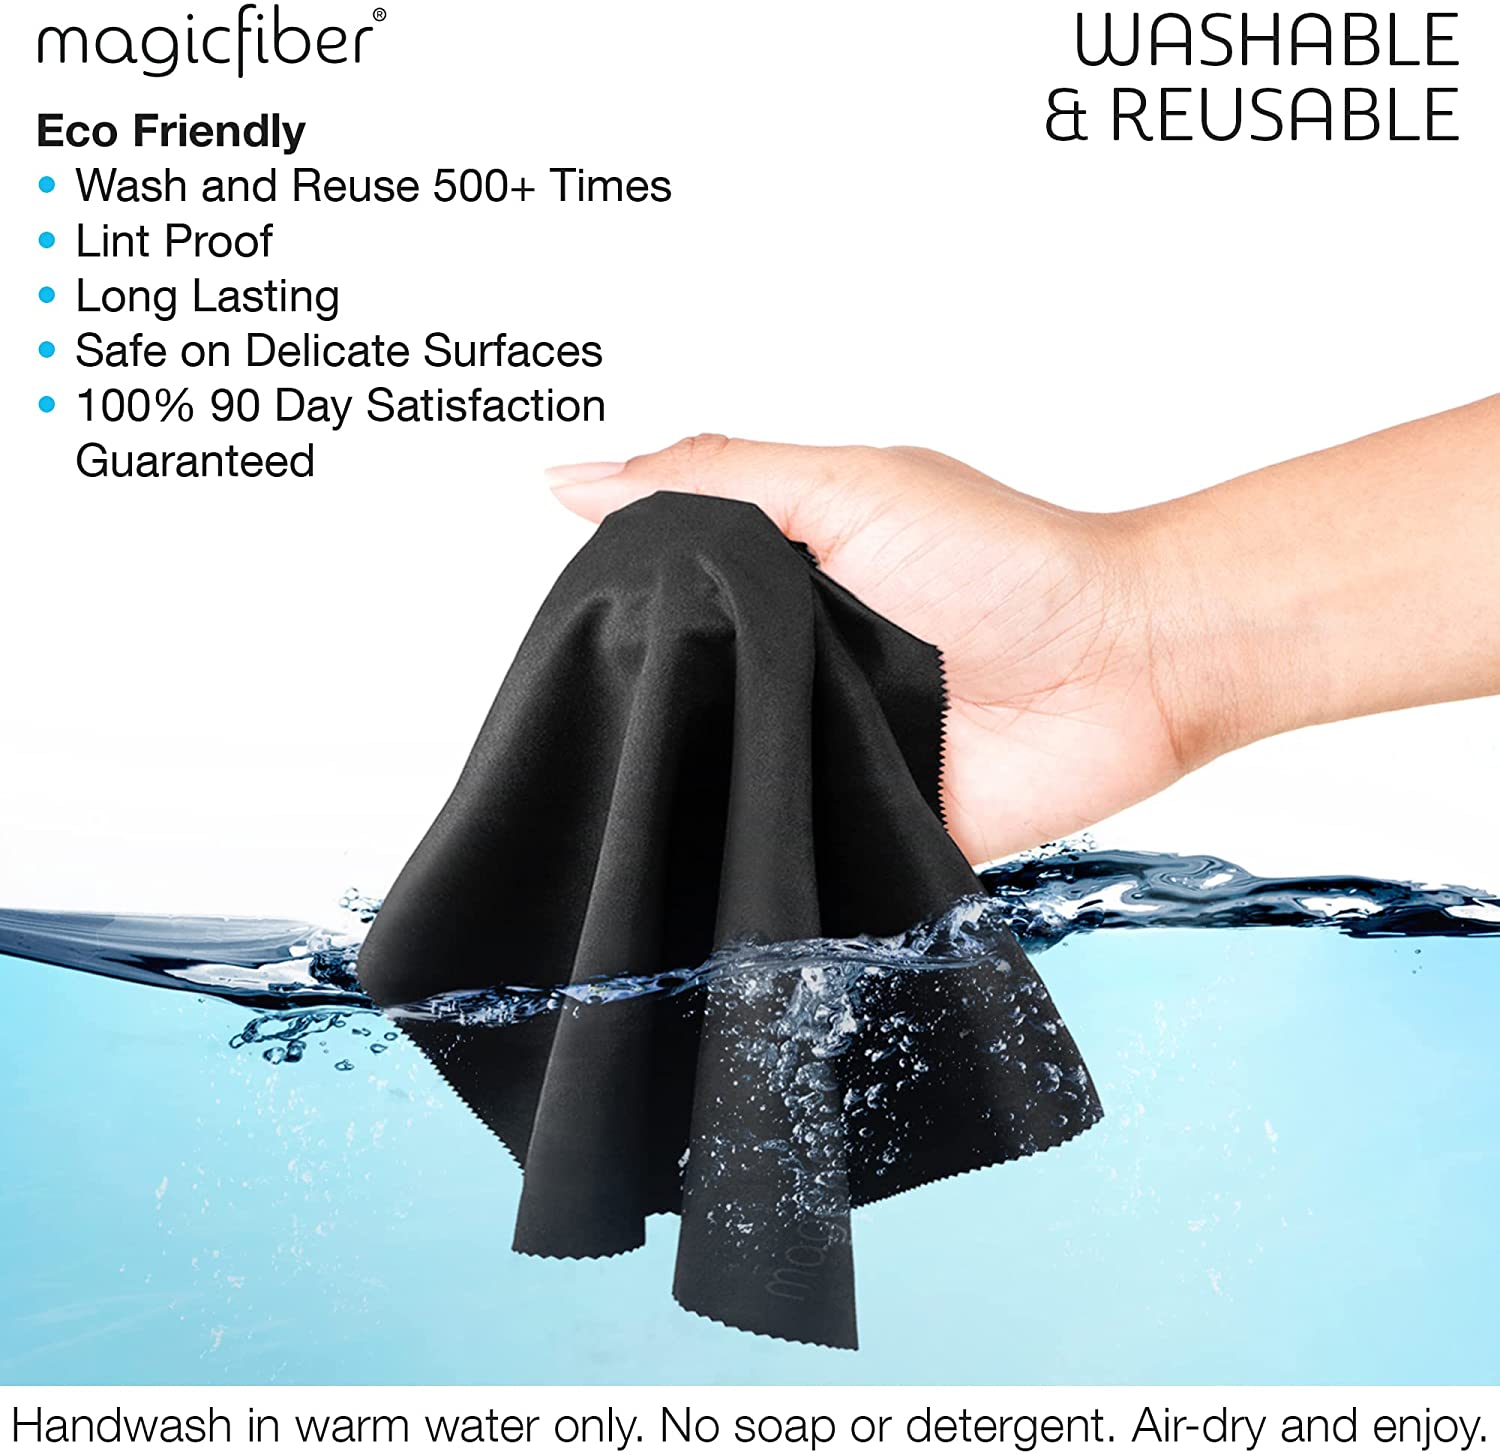 magicfiber®
WASHABLE
& REUSABLE
Eco Friendly
• Wash and Reuse 500+ Times
• Lint Proof
• Long Lasting
• Safe on Delicate Surfaces
• 100% 90 Day Satisfaction
Guaranteed
Handwash in warm water only. No soap or detergent. Air-dry and enjoy.